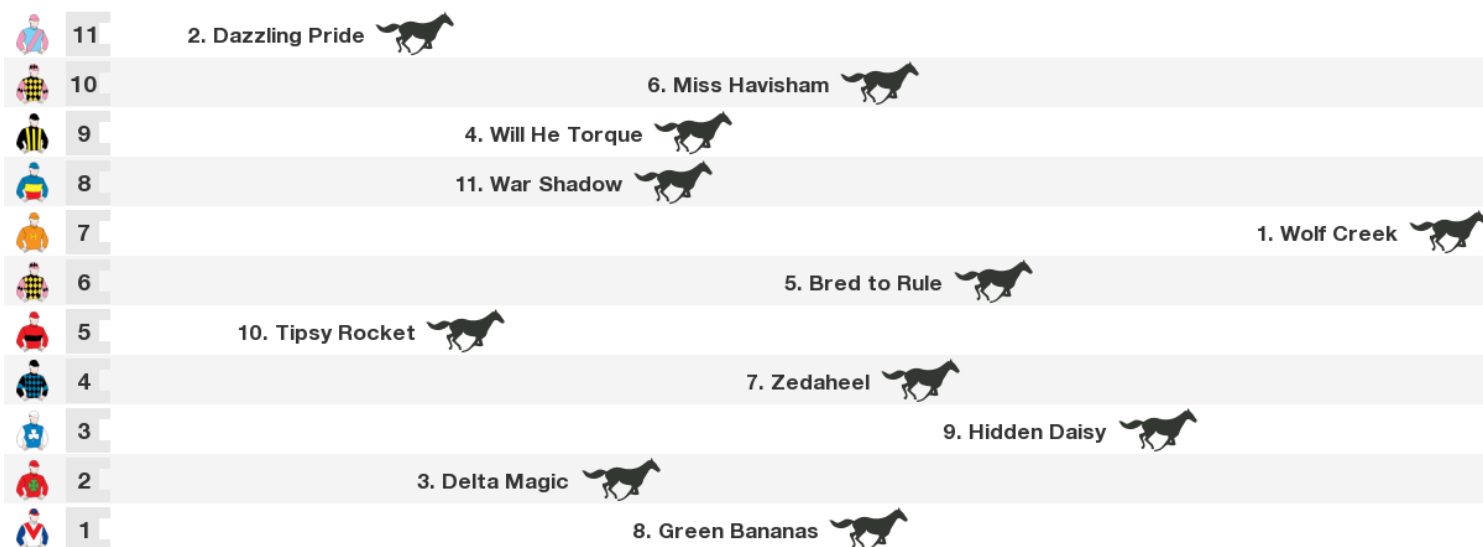 11 2. Dazzling Pride
10 6. Miss Havisham
9 4. Will He Torque
8 11. War Shadow
7 1. Wolf Creek
6 5. Bred to Rule
5 10. Tipsy Rocket
4 7. Zedaheel
3 9. Hidden Daisy
2 3. Delta Magic
1 8. Green Bananas